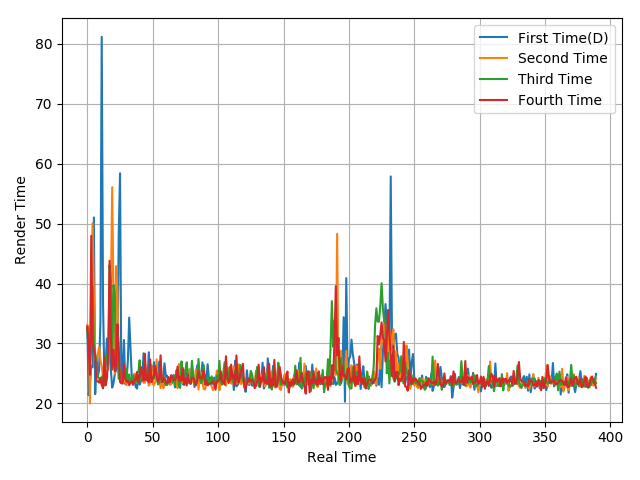 First Time(D)
Second Time
Third Time
Fourth Time
80
70
60
50
40
30
20
Render Time
0 50 100 150 200 250 300 350 400
Real Time